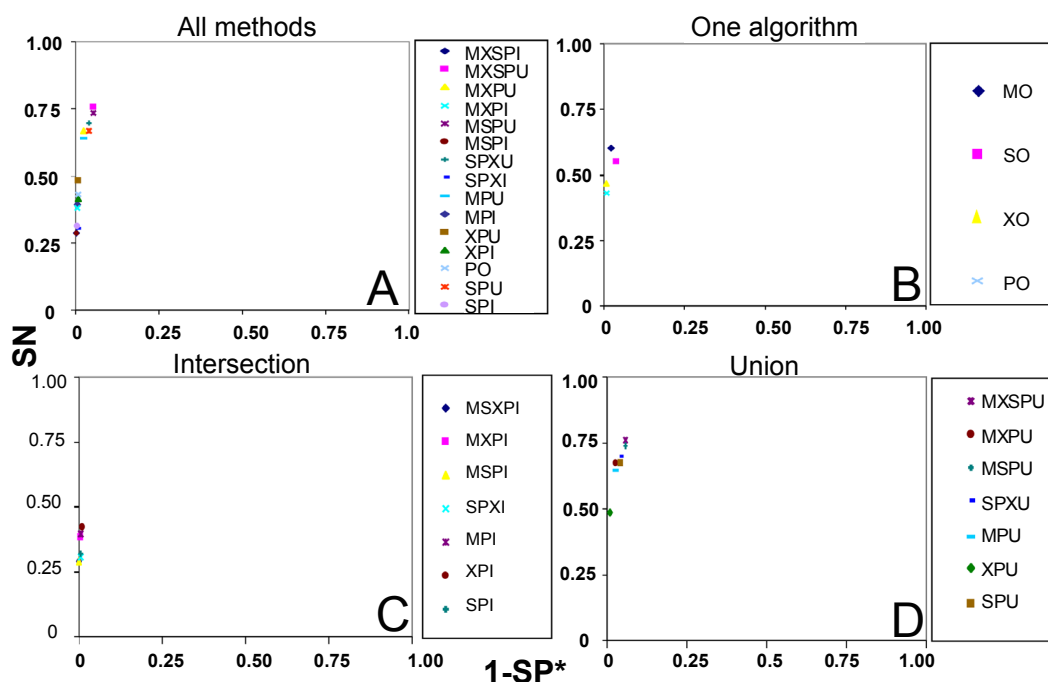 All methods
1.00
0.75
0.50
0.25
0
0
0.25
0.50
0.75
1.0
A
MXSPI
MXSPU
MXPU
MXPI
MSPU
MSPI
SPXU
SPXI
MPU
MPI
XPU
XPI
PO
SPU
SPI
One algorithm
1.00
0.75
0.50
0.25
0
0
0.25
0.50
0.75
1.00
B
MO
SO
XO
PO
SN
Intersection
1.00
0.75
0.50
0.25
0
0
0.25
0.50
0.75
1.00
C
MSXPI
MXPI
MSPI
SPXI
MPI
XPI
SPI
Union
1.00
0.75
0.50
0.25
0
0
0.25
0.50
0.75
1.00
D
MXSPU
MXPU
MSPU
SPXU
MPU
XPU
SPU
1-SP*